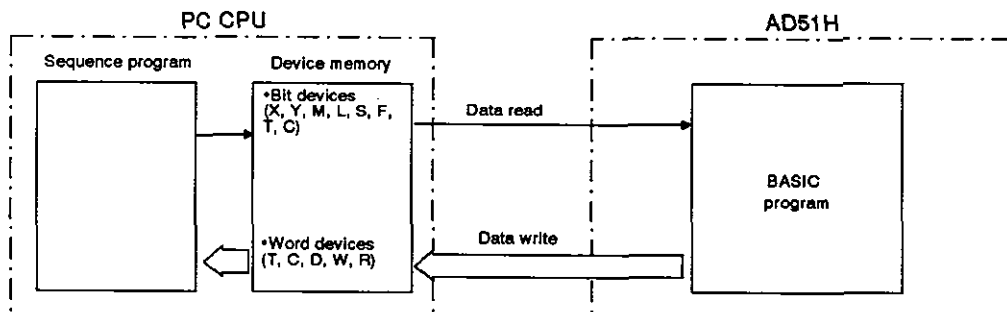 PC CPU
AD51H
Sequence program
Device memory
•Bit devices
(X, Y, M, L, S, F,
T, C)
Data read
BASIC
program
•Word devices
(T, C, D, W, R)
Data write